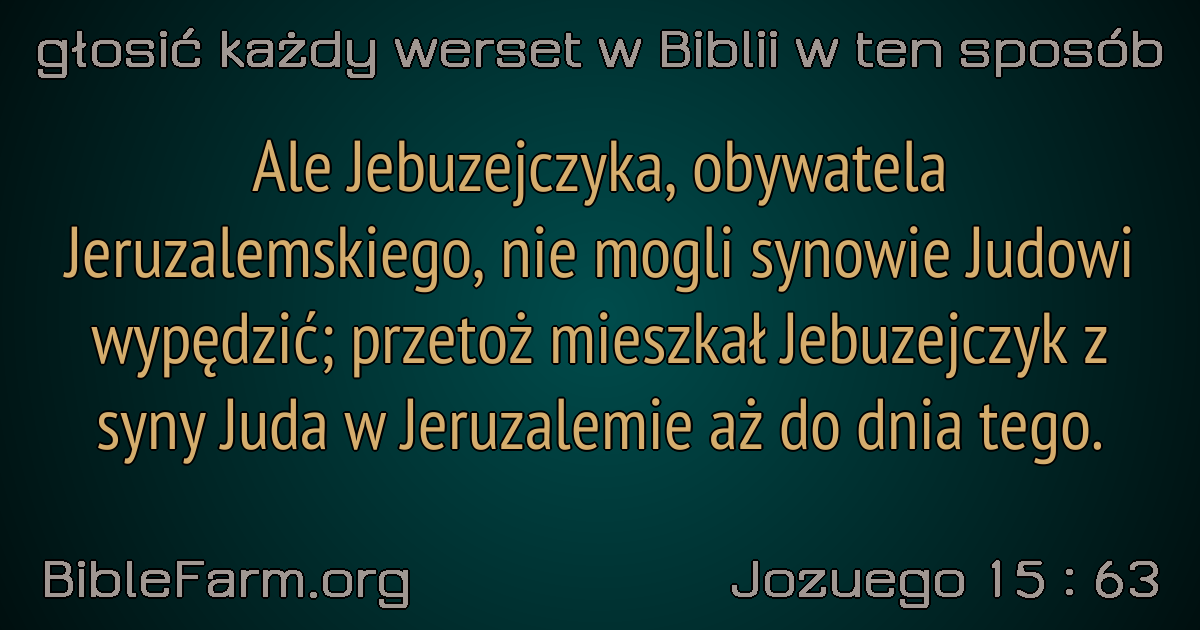 głosić każdy werset w Biblii w ten sposób
Ale Jebuzejczyka, obywatela
Jeruzalemskiego, nie mogli synowie Judowi
wypędzić; przetoż mieszkał Jebuzejczyk z
syny Juda w Jeruzalemie aż do dnia tego.
BibleFarm.org
Jozuego 15 : 63